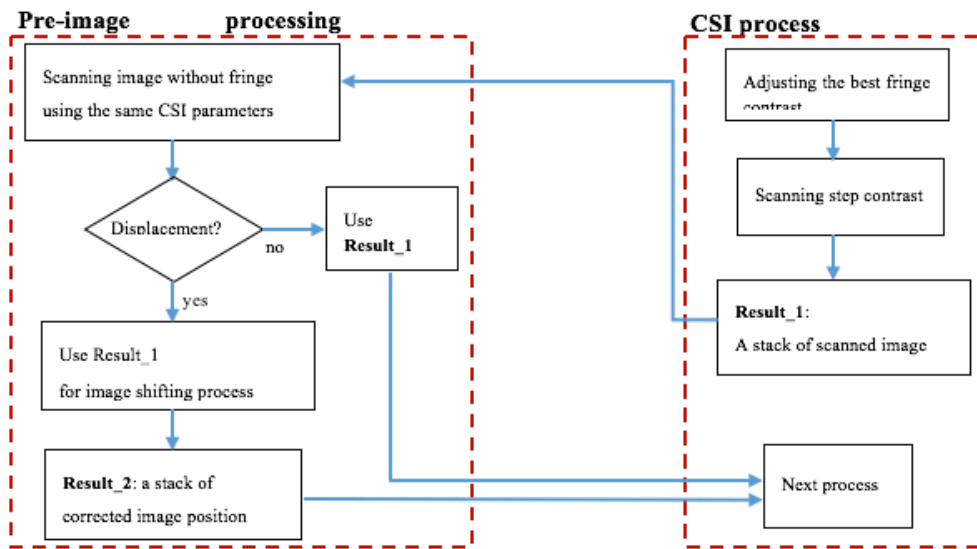 Pre-image processing
Scanning image without fringe
using the same CSI parameters
Displacement?
no
Use
Result_1
yes
Use Result_1
for image shifting process
Result_2: a stack of
corrected image position
CSI process
Adjusting the best fringe
contrast
Scanning step contrast
Result_1:
A stack of scanned image
Next process